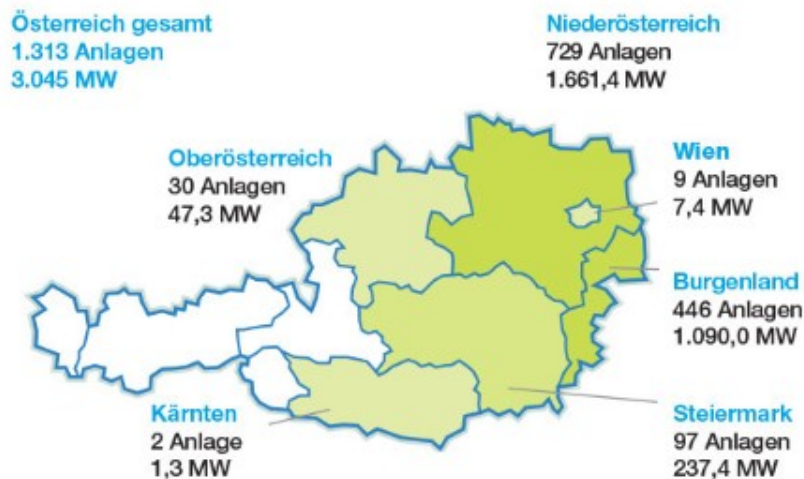 Österreich gesamt
1.313 Anlagen
3.045 MW
Niederösterreich
729 Anlagen
1.661,4 MW
Oberösterreich
30 Anlagen
47,3 MW
Wien
9 Anlagen
7,4 MW
Burgenland
446 Anlagen
1.090,0 MW
Kärnten
2 Anlage
1,3 MW
Steiermark
97 Anlagen
237,4 MW